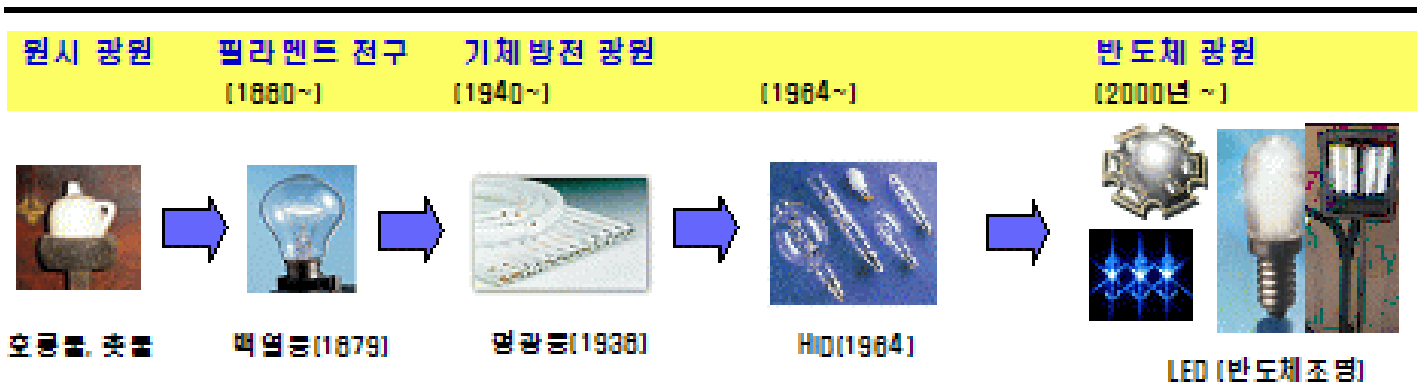 원시 광원 필라멘트 전구 기체방전 광원 반도체 광원
(1880~) (1940~) (1964~) (2000년 ~)
호롱불, 촛불 백열등(1879) 형광등(1938) HID(1964)
LED (반도체조명)